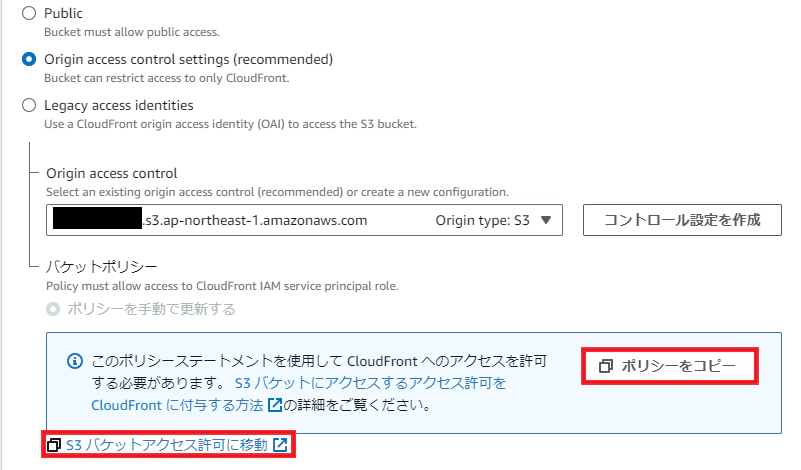 Public
Bucket must allow public access.
Origin access control settings (recommended)
Bucket can restrict access to only CloudFront.
Legacy access identities
Use a CloudFront origin access identity (OAI) to access the S3 bucket.
Origin access control
Select an existing origin access control (recommended) or create a new configuration.
.s3.ap-northeast-1.amazonaws.com Origin type: S3 コントロール設定を作成
バケットポリシー
Policy must allow access to CloudFront IAM service principal role.
ポリシーを手動で更新する
このポリシーステートメントを使用して CloudFront へのアクセスを許可
する必要があります。 S3 バケットにアクセスするアクセス許可を
CloudFront に付与する方法 の詳細をご覧ください。
ポリシーをコピー
S3 バケットアクセス許可に移動